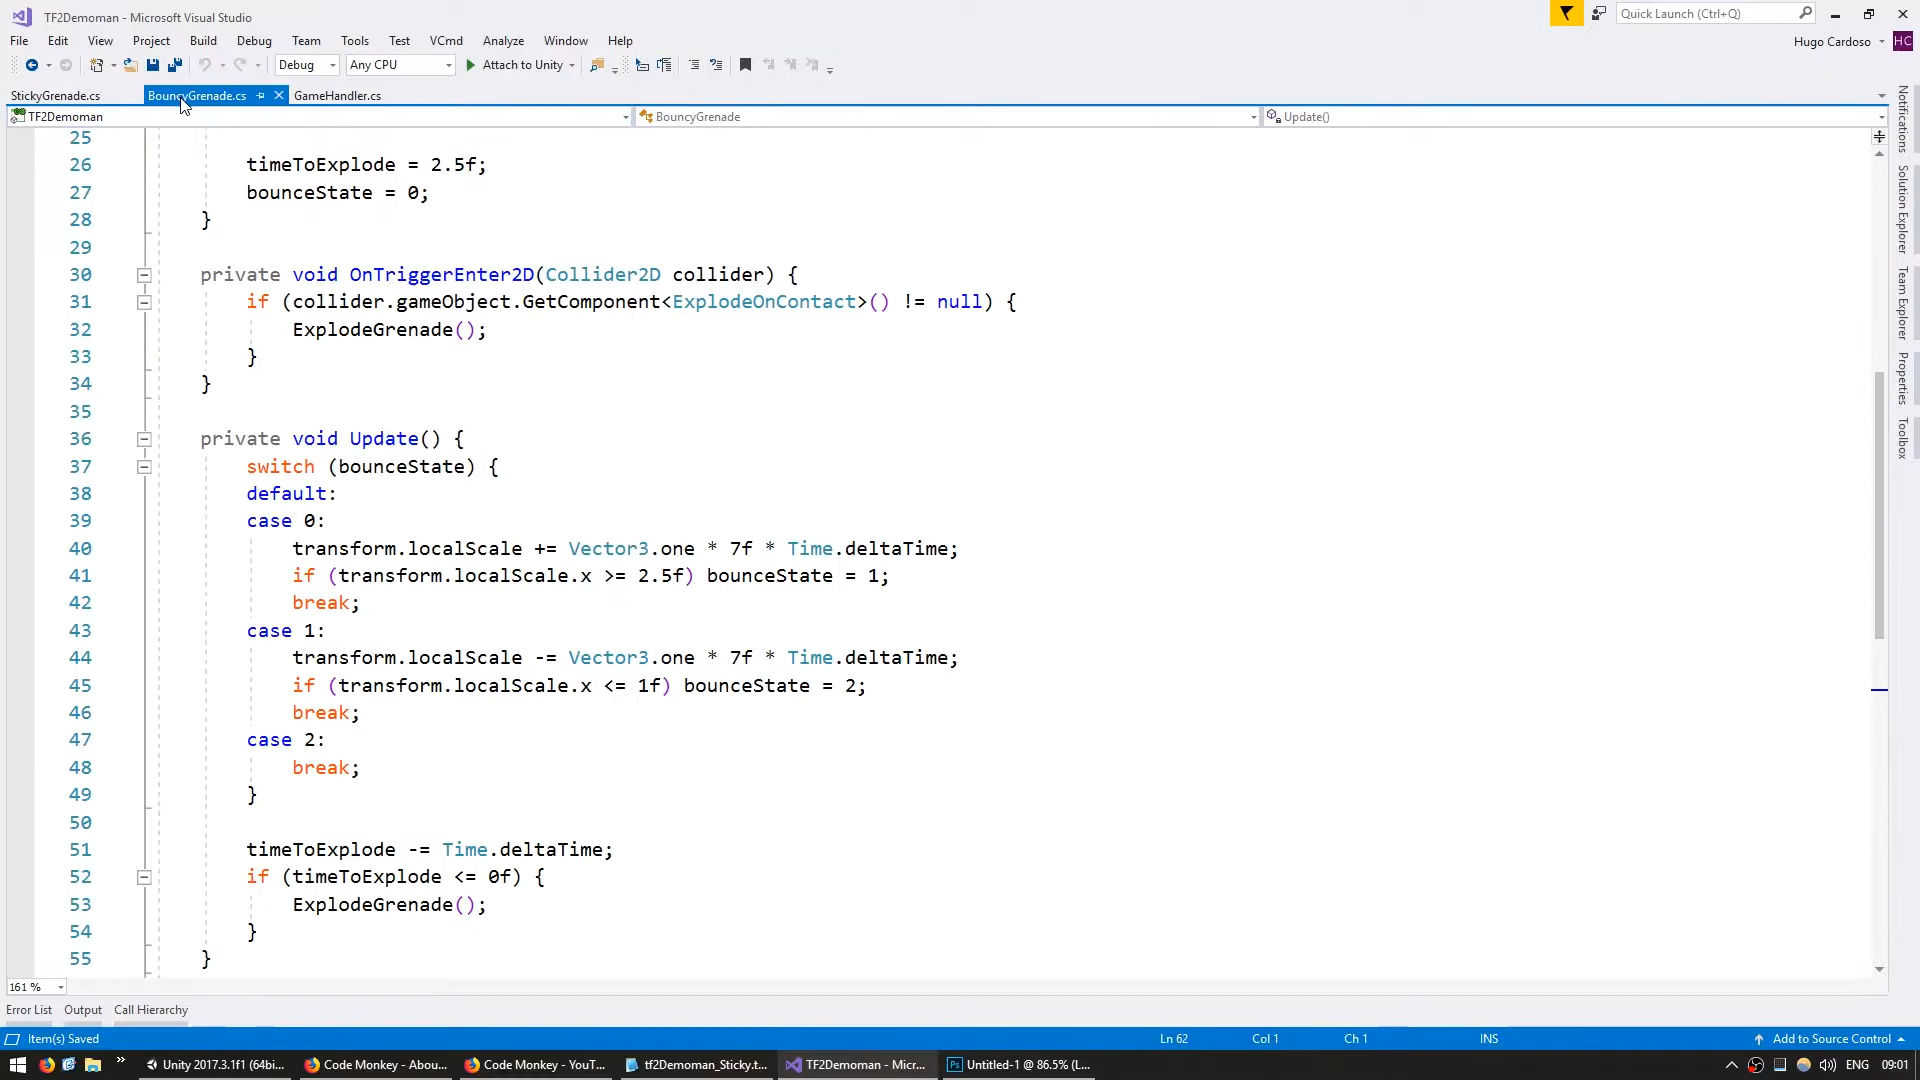 TF2Demoman - Microsoft Visual Studio
Quick Launch (Ctrl+Q)
File Edit View Project Build Debug Team Tools Test VCmd Analyze Window Help
Hugo Cardoso HC
Debug Any CPU Attach to Unity
StickyGrenade.cs BouncyGrenade.cs GameHandler.cs
TF2Demoman BouncyGrenade Update()
25
26 timeToExplode = 2.5f;
27 bounceState = 0;
28 }
29
30 private void OnTriggerEnter2D(Collider2D collider) {
31 if (collider.gameObject.GetComponent<ExplodeOnContact>() != null) {
32 ExplodeGrenade();
33 }
34 }
35
36 private void Update() {
37 switch (bounceState) {
38 default:
39 case 0:
40 transform.localScale += Vector3.one * 7f * Time.deltaTime;
41 if (transform.localScale.x >= 2.5f) bounceState = 1;
42 break;
43 case 1:
44 transform.localScale -= Vector3.one * 7f * Time.deltaTime;
45 if (transform.localScale.x <= 1f) bounceState = 2;
46 break;
47 case 2:
48 break;
49 }
50
51 timeToExplode -= Time.deltaTime;
52 if (timeToExplode <= 0f) {
53 ExplodeGrenade();
54 }
55 }
Notifications
Solution Explorer
Team Explorer
Properties
Toolbox
161 %
Error List Output Call Hierarchy
Item(s) Saved Ln 62 Col 1 Ch 1 INS Add to Source Control
Unity 2017.3.1f1 (64bi... Code Monkey - Abou... Code Monkey - YouT... tf2Demoman_Sticky.t... TF2Demoman - Micr... Untitled-1 @ 86.5% (L... ENG 09:01